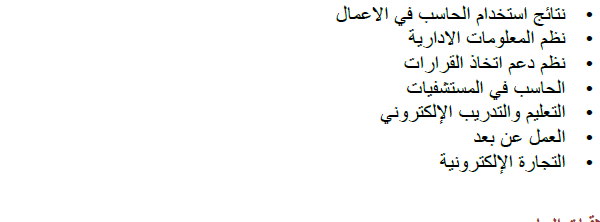 • نتائج استخدام الحاسب في الاعمال
• نظم المعلومات الادارية
• نظم دعم اتخاذ القرارات
• الحاسب في المستشفيات
• التعليم والتدريب الإلكتروني
• العمل عن بعد
• التجارة الإلكترونية